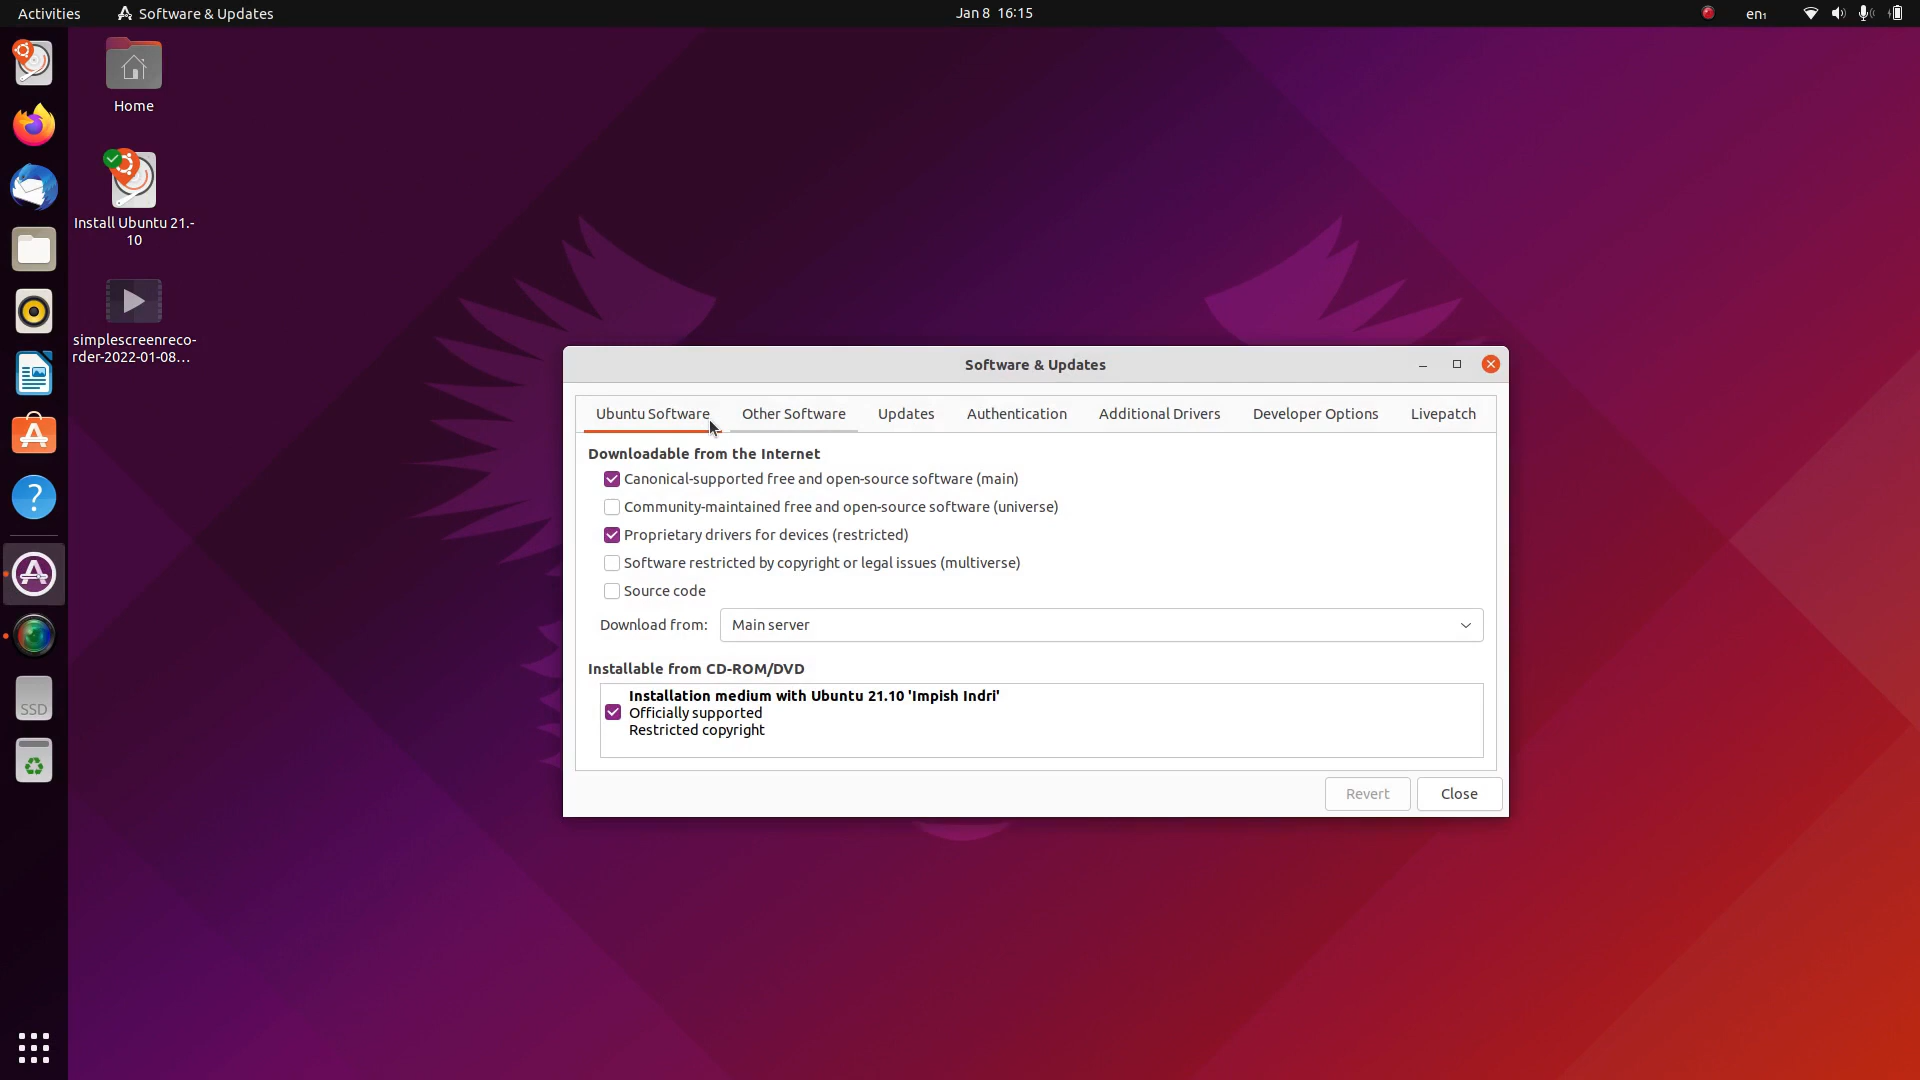 Activities
Software & Updates
Jan 8 16:15
en₁
Home
Install Ubuntu 21.-
10
simplescreenreco-
rder-2022-01-08...
SSD
Software & Updates
Ubuntu Software
Other Software
Updates
Authentication
Additional Drivers
Developer Options
Livepatch
Downloadable from the Internet
Canonical-supported free and open-source software (main)
Community-maintained free and open-source software (universe)
Proprietary drivers for devices (restricted)
Software restricted by copyright or legal issues (multiverse)
Source code
Download from: Main server
Installable from CD-ROM/DVD
Installation medium with Ubuntu 21.10 'Impish Indri'
Officially supported
Restricted copyright
Revert
Close